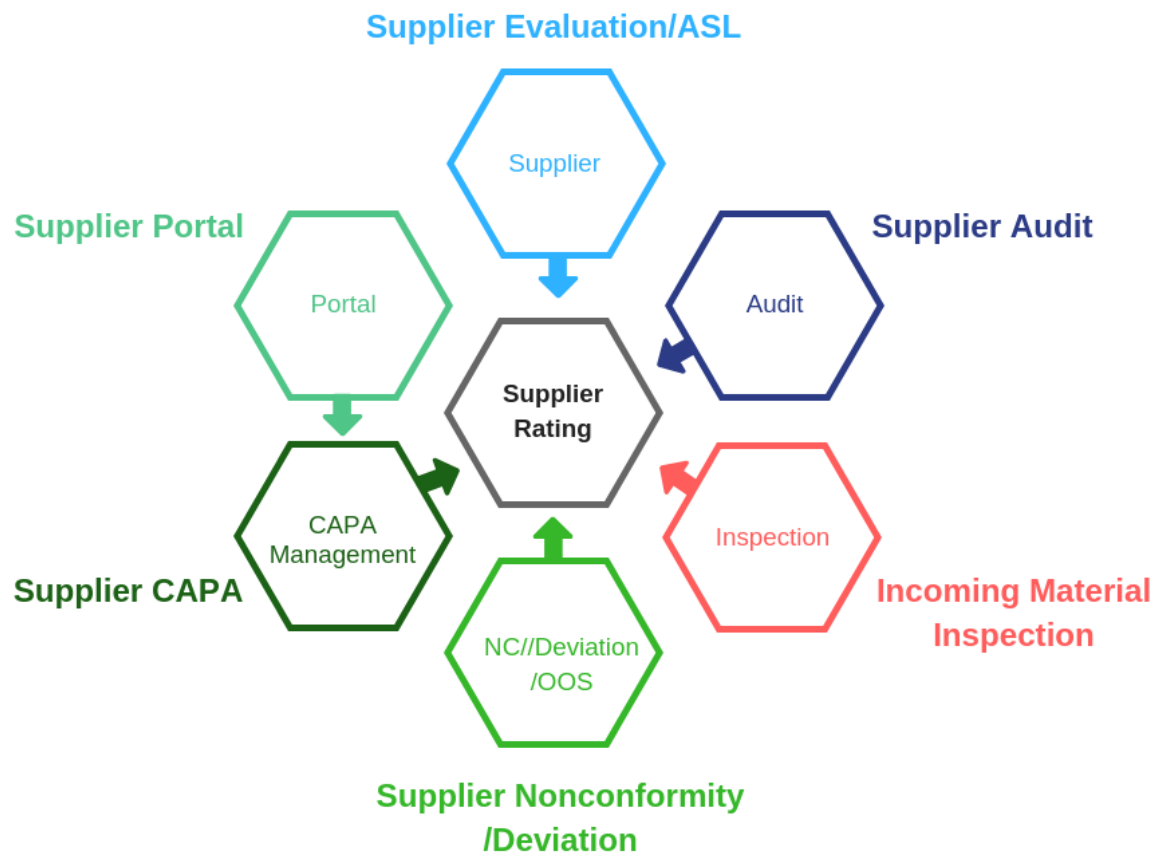 Supplier Evaluation/ASL
Supplier
Supplier Portal
Supplier Audit
Portal
Audit
Supplier
Rating
CAPA
Management
Inspection
Supplier CAPA
Incoming Material
Inspection
NC//Deviation
/OOS
Supplier Nonconformity
/Deviation